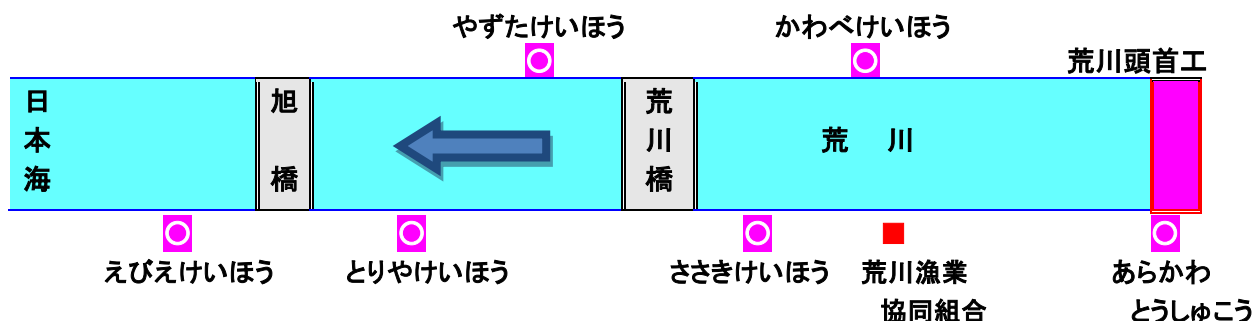 やずたけいほう
かわべけいほう
荒川頭首工
日本海
旭橋
荒川橋
荒川
えびえけいほう
とりやけいほう
ささきけいほう
荒川漁業
協同組合
あらかわ
とうしゅこう